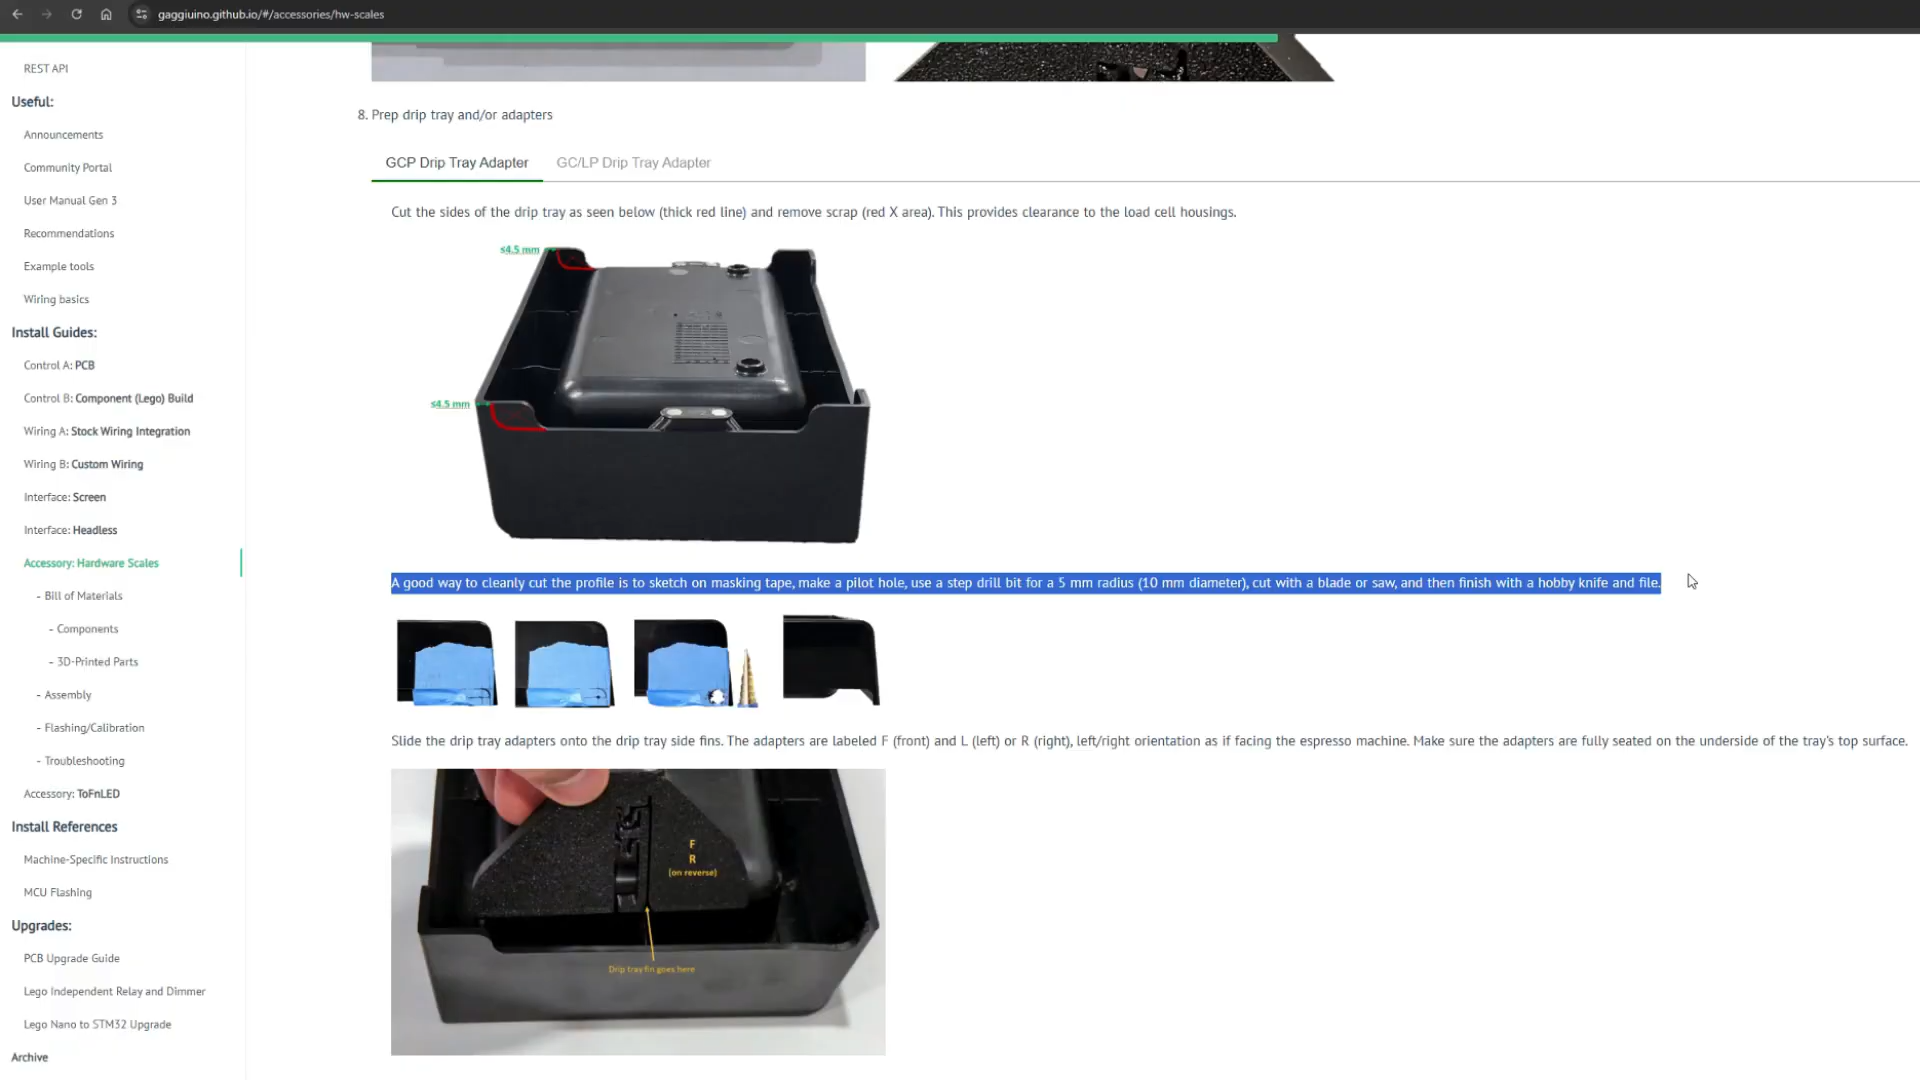 gaggiuino.github.io/#/accessories/hw-scales
REST API
Useful:
Announcements
Community Portal
User Manual Gen 3
Recommendations
Example tools
Wiring basics
Install Guides:
Control A: PCB
Control B: Component (Lego) Build
Wiring A: Stock Wiring Integration
Wiring B: Custom Wiring
Interface: Screen
Interface: Headless
Accessory: Hardware Scales
- Bill of Materials
- Components
- 3D-Printed Parts
- Assembly
- Flashing/Calibration
- Troubleshooting
Accessory: ToFnLED
Install References
Machine-Specific Instructions
MCU Flashing
Upgrades:
PCB Upgrade Guide
Lego Independent Relay and Dimmer
Lego Nano to STM32 Upgrade
Archive
8. Prep drip tray and/or adapters
GCP Drip Tray Adapter
GC/LP Drip Tray Adapter
Cut the sides of the drip tray as seen below (thick red line) and remove scrap (red X area). This provides clearance to the load cell housings.
≤4.5 mm
≤4.5 mm
A good way to cleanly cut the profile is to sketch on masking tape, make a pilot hole, use a step drill bit for a 5 mm radius (10 mm diameter), cut with a blade or saw, and then finish with a hobby knife and file.
Slide the drip tray adapters onto the drip tray side fins. The adapters are labeled F (front) and L (left) or R (right), left/right orientation as if facing the espresso machine. Make sure the adapters are fully seated on the underside of the tray's top surface.
F
R
(on reverse)
Drip tray fin goes here